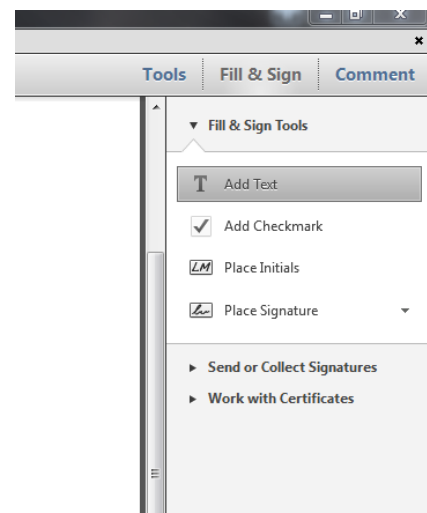 Tools Fill & Sign Comment
Fill & Sign Tools
T Add Text
Add Checkmark
LM Place Initials
Place Signature
Send or Collect Signatures
Work with Certificates